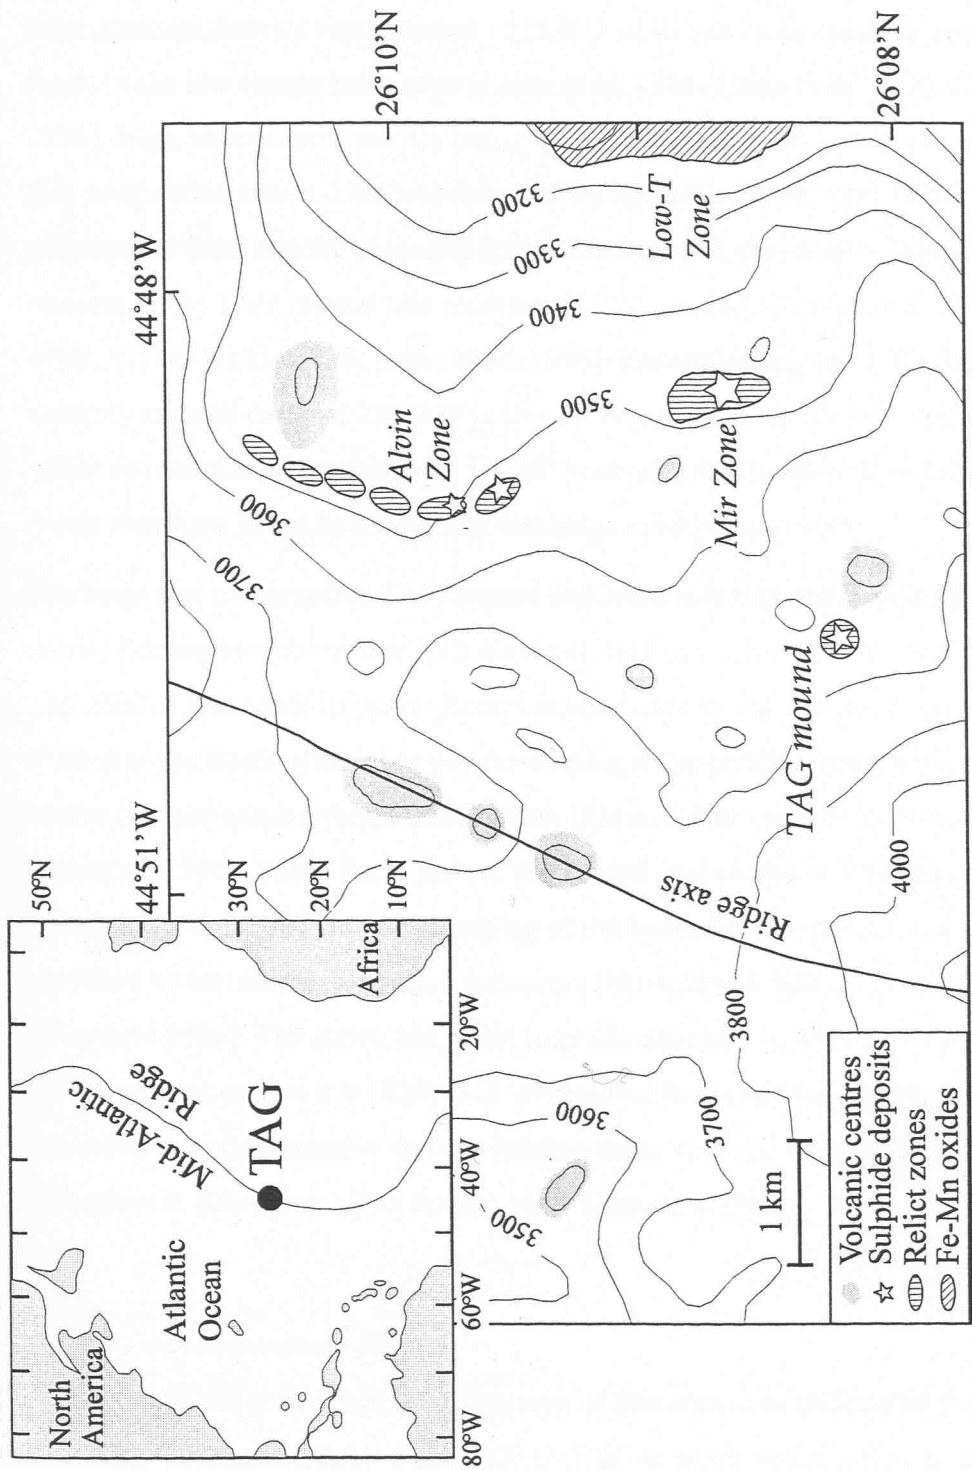 50°N
30°N
20°N
10°N
80°W
60°W
40°W
20°W
North
America
Atlantic
Ocean
Mid-Atlantic
Ridge
TAG
Africa
44°51'W
44°48'W
26°10'N
26°08'N
3700
3600
Alvin
Zone
3500
3400
3300
3200
Low-T
Zone
Mir Zone
TAG mound
Ridge axis
4000
3800
3700
3600
3500
1 km
Volcanic centres
Sulphide deposits
Relict zones
Fe-Mn oxides